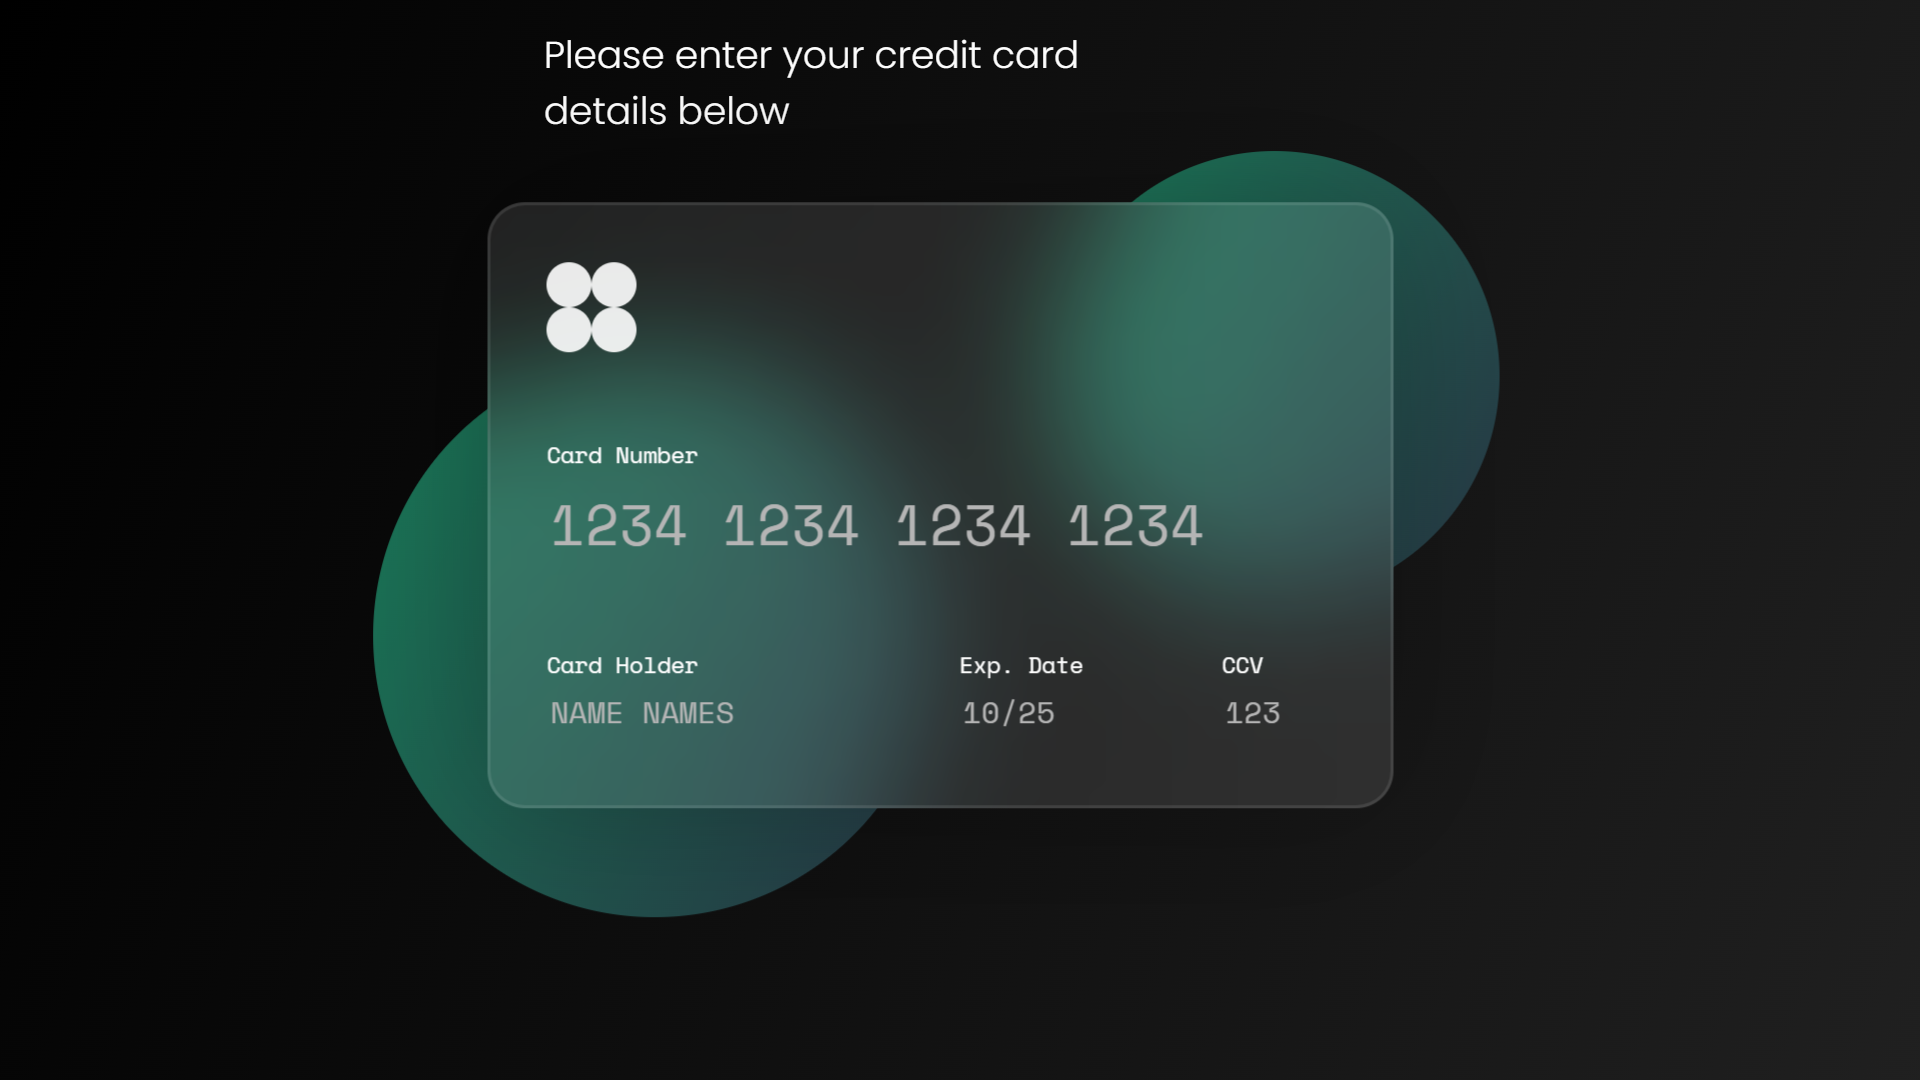 Please enter your credit card
details below
Card Number
1234 1234 1234 1234
Card Holder
Exp. Date
CCV
NAME NAMES
10/25
123